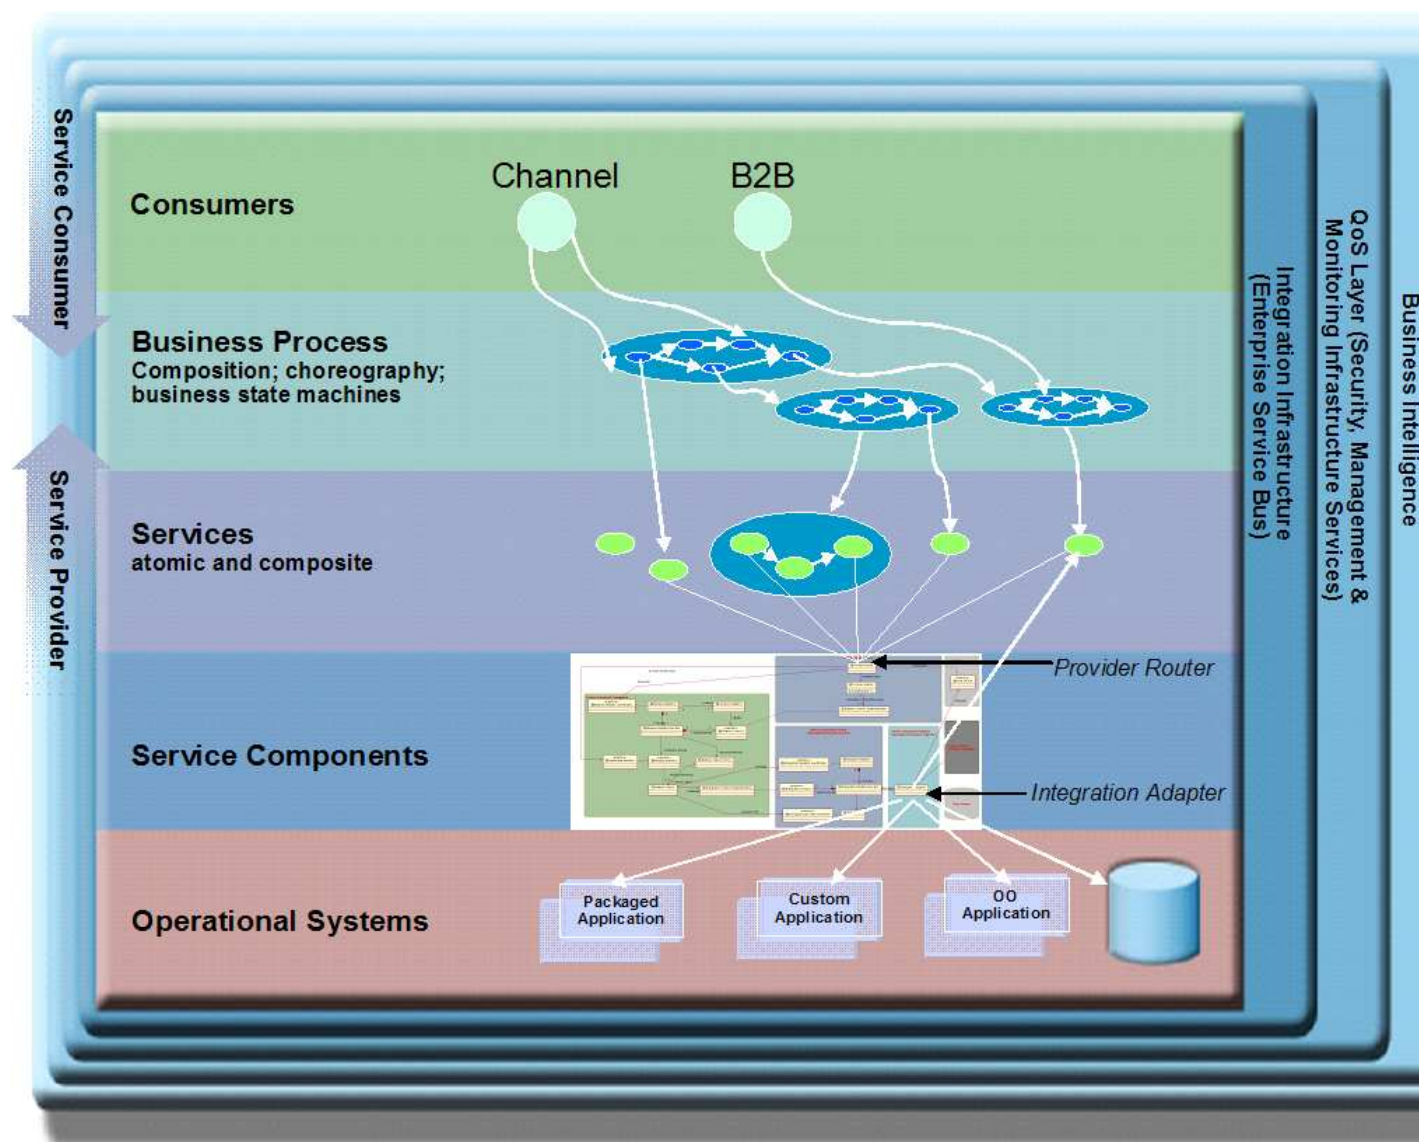 Service Consumer
Service Provider
Channel
B2B
Consumers
Business Process
Composition; choreography;
business state machines
Services
atomic and composite
Provider Router
Service Components
Integration Adapter
Operational Systems
Packaged
Application
Custom
Application
OO
Application
Integration Infrastructure
(Enterprise Service Bus)
QoS Layer (Security, Management &
Monitoring Infrastructure Services)
Business Intelligence